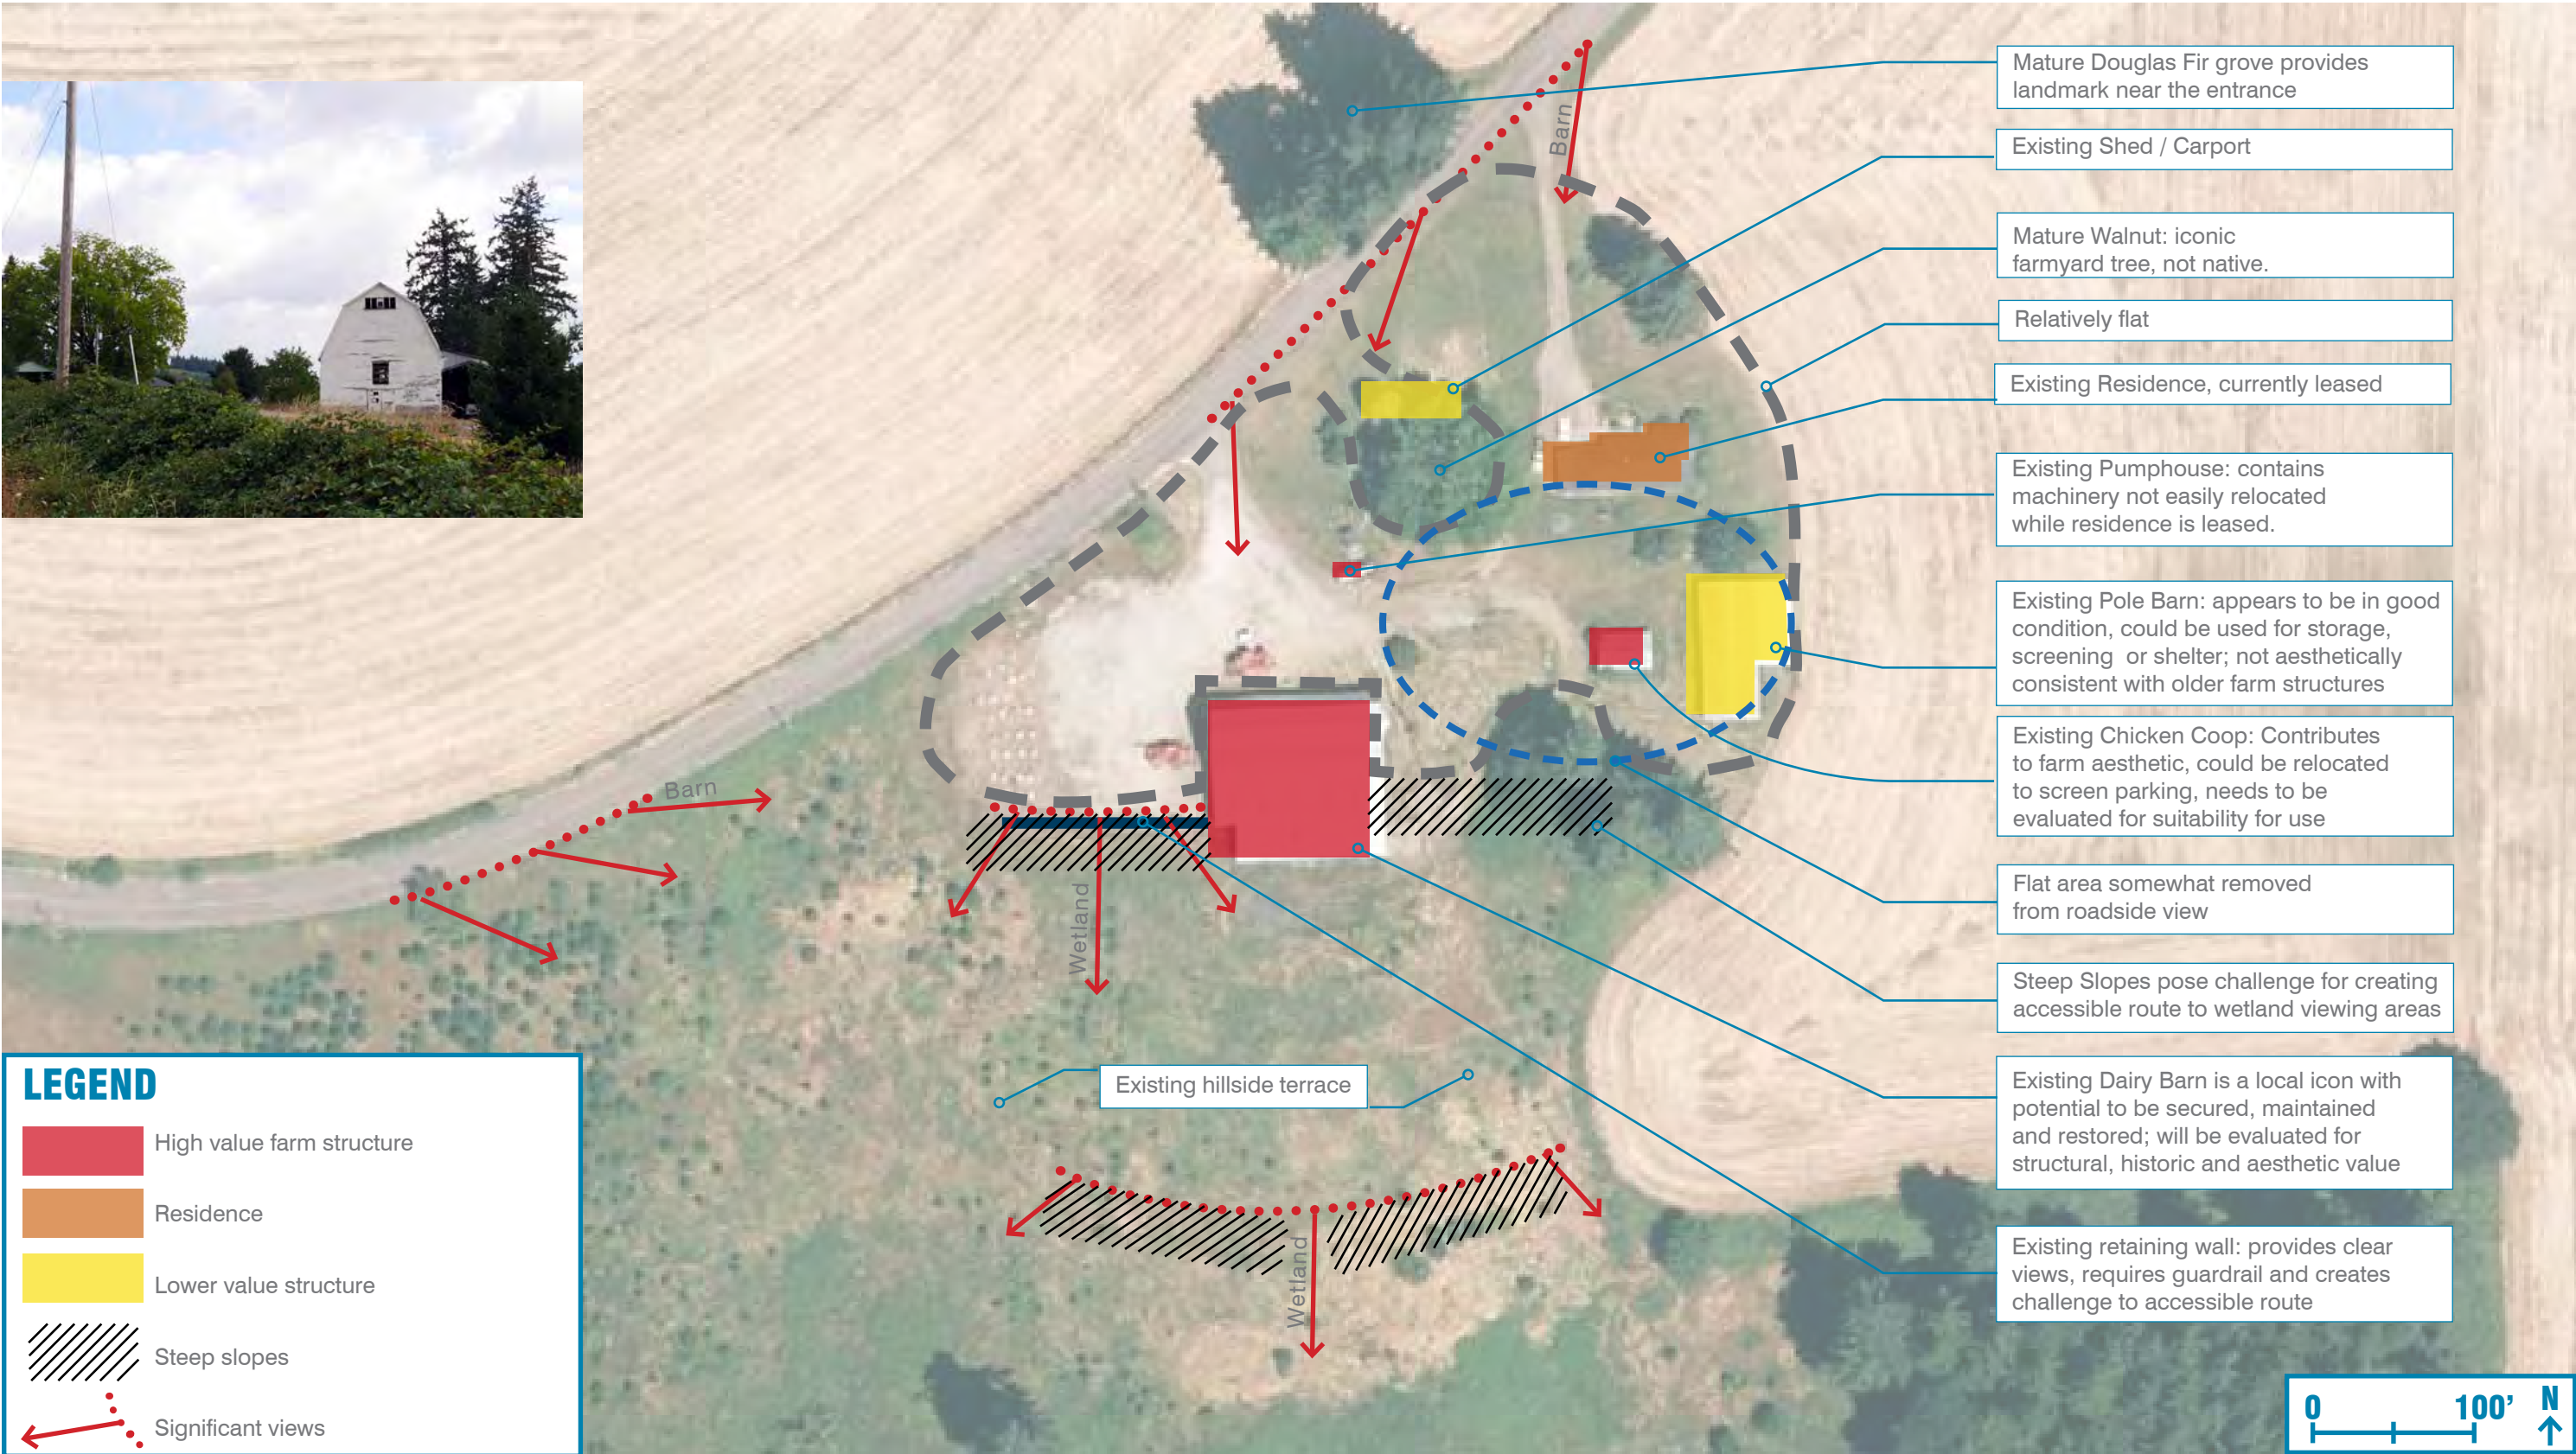 Mature Douglas Fir grove provides
landmark near the entrance
Existing Shed / Carport
Mature Walnut: iconic
farmyard tree, not native.
Relatively flat
Existing Residence, currently leased
Existing Pumphouse: contains
machinery not easily relocated
while residence is leased.
Existing Pole Barn: appears to be in good
condition, could be used for storage,
screening or shelter; not aesthetically
consistent with older farm structures
Existing Chicken Coop: Contributes
to farm aesthetic, could be relocated
to screen parking, needs to be
evaluated for suitability for use
Flat area somewhat removed
from roadside view
Steep Slopes pose challenge for creating
accessible route to wetland viewing areas
Existing Dairy Barn is a local icon with
potential to be secured, maintained
and restored; will be evaluated for
structural, historic and aesthetic value
Existing retaining wall: provides clear
views, requires guardrail and creates
challenge to accessible route
Barn
Barn
Wetland
Existing hillside terrace
Wetland
LEGEND
High value farm structure
Residence
Lower value structure
Steep slopes
Significant views
0 100' N